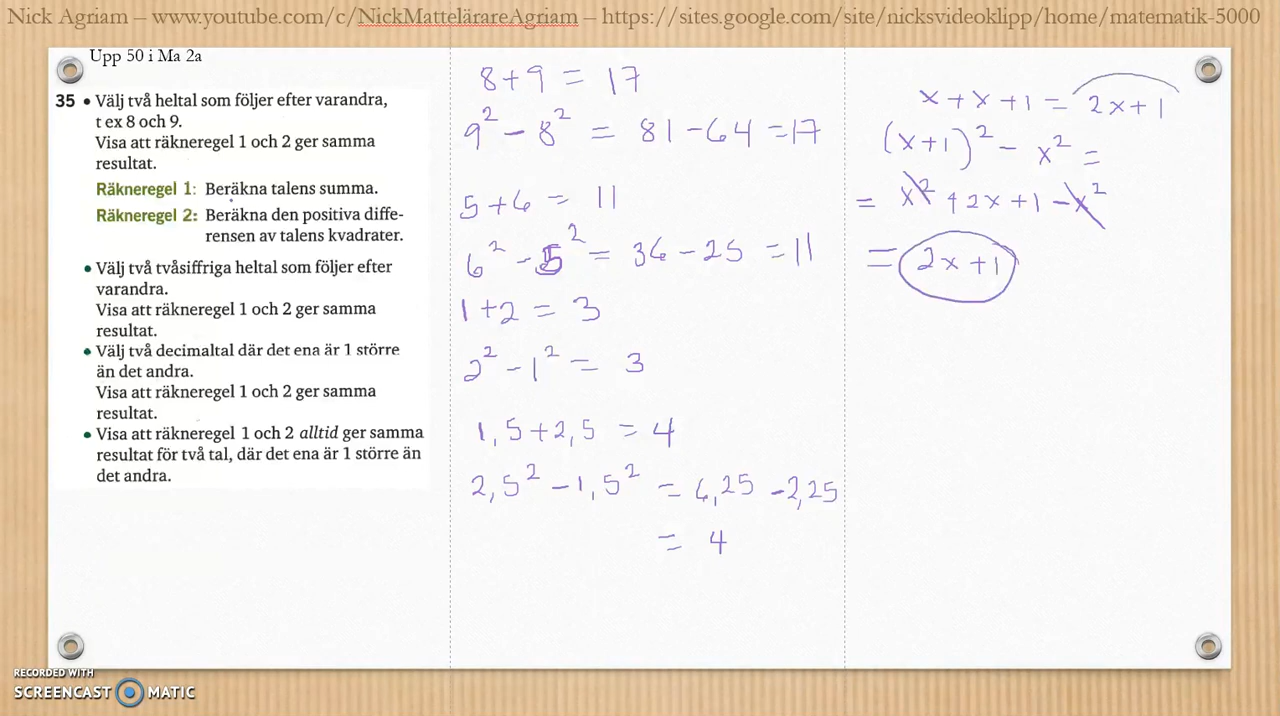 Nick Agriam – www.youtube.com/c/NickMattelärareAgriam – https://sites.google.com/site/nicksvideoklipp/home/matematik-5000
Upp 50 i Ma 2a
35 • Välj två heltal som följer efter varandra,
t ex 8 och 9.
Visa att räkneregel 1 och 2 ger samma
resultat.
Räkneregel 1: Beräkna talens summa.
Räkneregel 2: Beräkna den positiva diffe-
rensen av talens kvadrater.
• Välj två tvåsiffriga heltal som följer efter
varandra.
Visa att räkneregel 1 och 2 ger samma
resultat.
• Välj två decimaltal där det ena är 1 större
än det andra.
Visa att räkneregel 1 och 2 ger samma
resultat.
• Visa att räkneregel 1 och 2 alltid ger samma
resultat för två tal, där det ena är 1 större än
det andra.
8+9 = 17
9² - 8² = 81 - 64 = 17
5+6 = 11
6² - 5² = 36 - 25 = 11
1+2 = 3
2² - 1² = 3
1,5+2,5 = 4
2,5² - 1,5² = 6,25 - 2,25
= 4
x + x + 1 = 2x + 1
(x+1)² - x² =
= x² + 2x + 1 - x²
= 2x + 1
RECORDED WITH
SCREENCAST MATIC